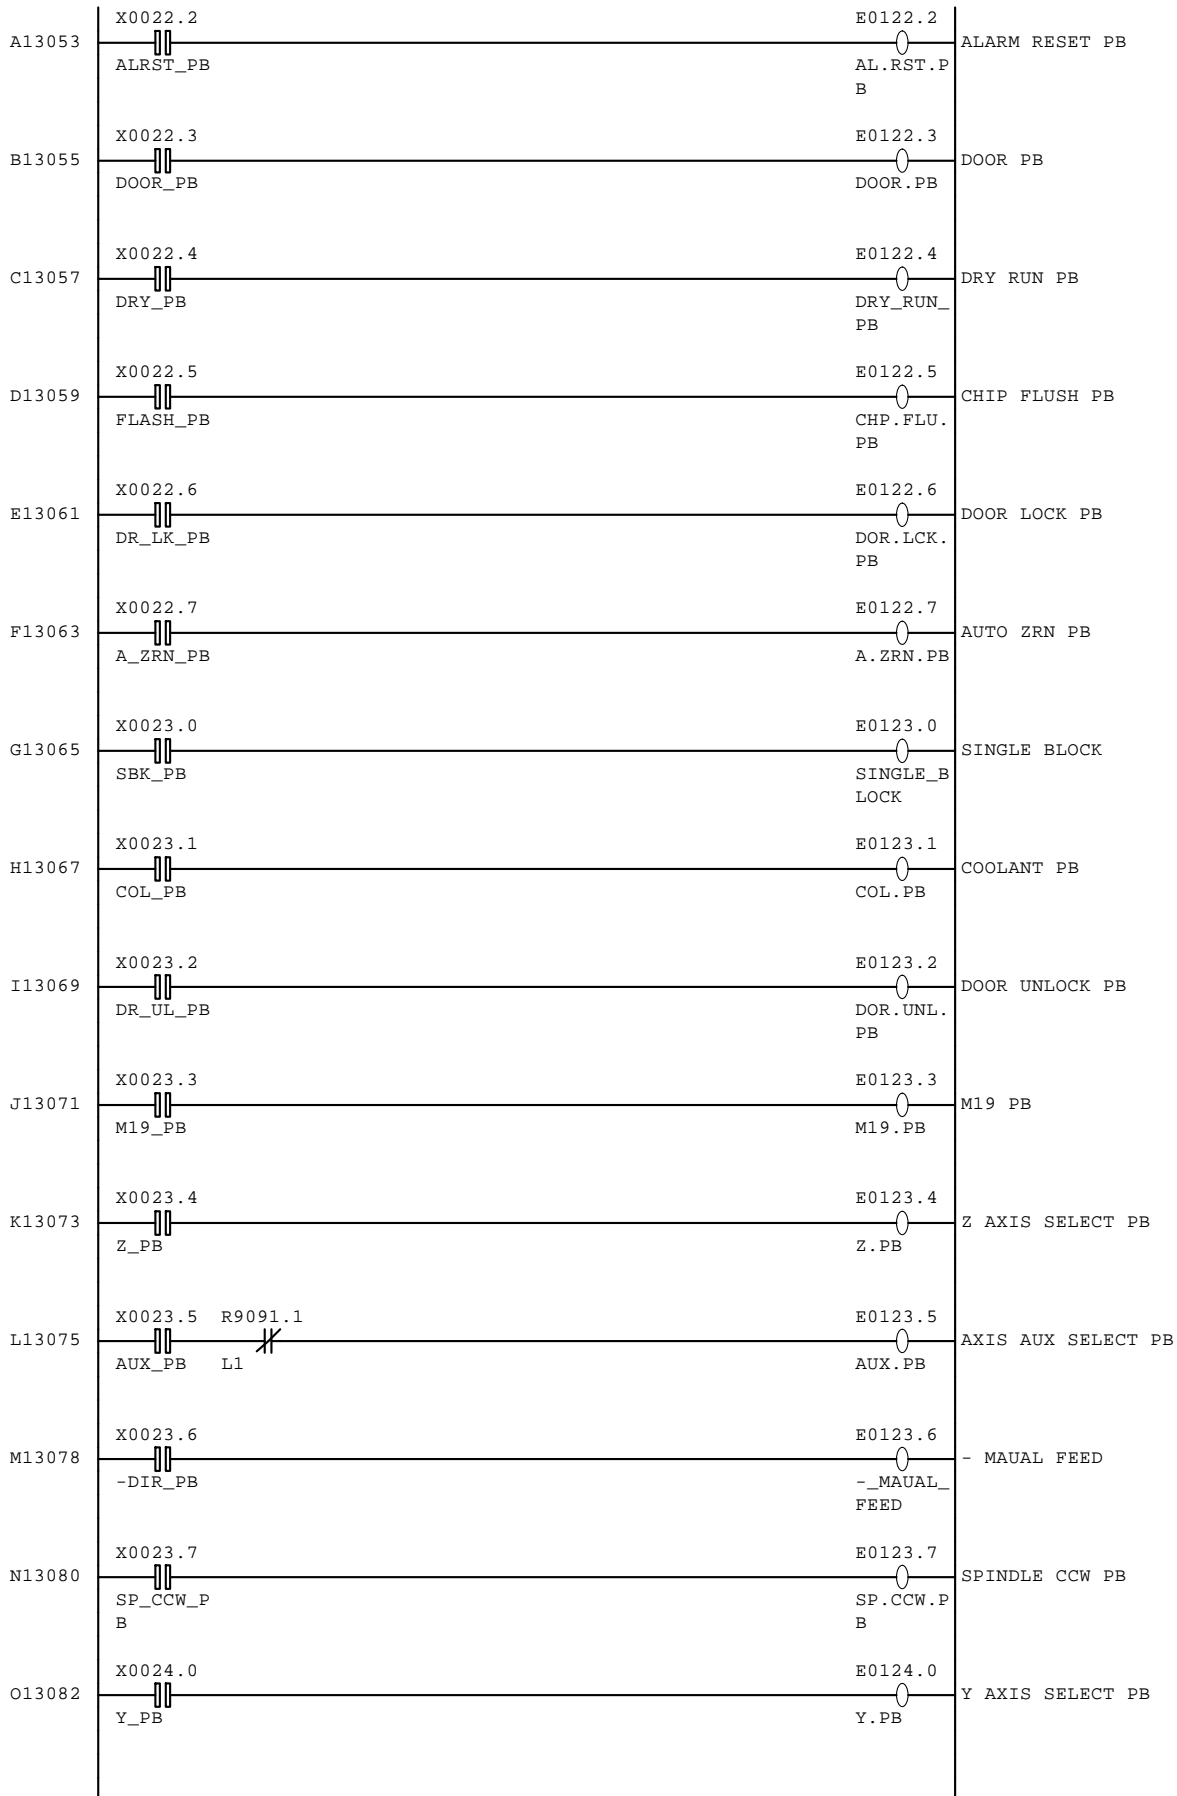 X0022.2 E0122.2
A13053 ALARM RESET PB
ALRST_PB AL.RST.P
B
X0022.3 E0122.3
B13055 DOOR PB
DOOR_PB DOOR.PB
X0022.4 E0122.4
C13057 DRY RUN PB
DRY_PB DRY_RUN_
PB
X0022.5 E0122.5
D13059 CHIP FLUSH PB
FLASH_PB CHP.FLU.
PB
X0022.6 E0122.6
E13061 DOOR LOCK PB
DR_LK_PB DOR.LCK.
PB
X0022.7 E0122.7
F13063 AUTO ZRN PB
A_ZRN_PB A.ZRN.PB
X0023.0 E0123.0
G13065 SINGLE BLOCK
SBK_PB SINGLE_B
LOCK
X0023.1 E0123.1
H13067 COOLANT PB
COL_PB COL.PB
X0023.2 E0123.2
I13069 DOOR UNLOCK PB
DR_UL_PB DOR.UNL.
PB
X0023.3 E0123.3
J13071 M19 PB
M19_PB M19.PB
X0023.4 E0123.4
K13073 Z AXIS SELECT PB
Z_PB Z.PB
X0023.5 R9091.1 E0123.5
L13075 AXIS AUX SELECT PB
AUX_PB L1 AUX.PB
X0023.6 E0123.6
M13078 - MAUAL FEED
-DIR_PB -_MAUAL_
FEED
X0023.7 E0123.7
N13080 SPINDLE CCW PB
SP_CCW_P SP.CCW.P
B B
X0024.0 E0124.0
O13082 Y AXIS SELECT PB
Y_PB Y.PB